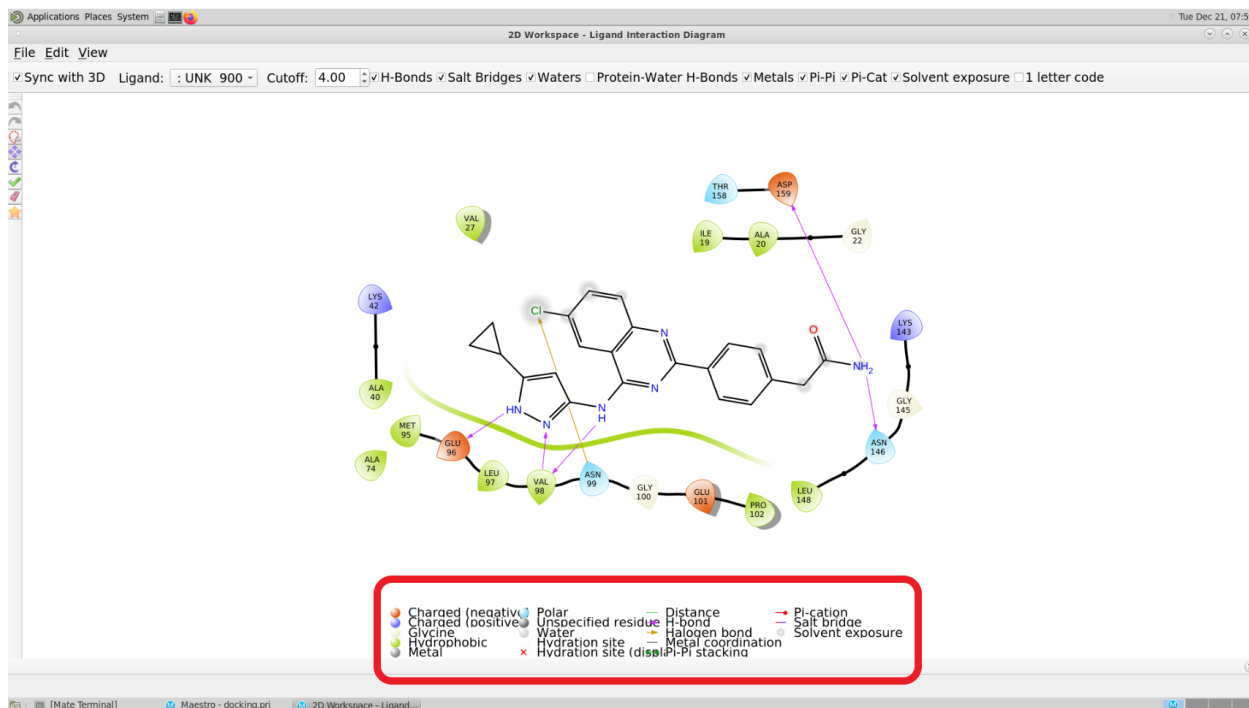 Applications Places System
Tue Dec 21, 07:5
2D Workspace - Ligand Interaction Diagram
File Edit View
Sync with 3D Ligand: : UNK 900 Cutoff: 4.00 H-Bonds Salt Bridges Waters Protein-Water H-Bonds Metals Pi-Pi Pi-Cat Solvent exposure 1 letter code
THR
158
ASP
159
VAL
27
ILE
19
ALA
20
GLY
22
LYS
42
Cl
LYS
143
N
O
NH2
N
ALA
40
HN
N
N
H
GLY
145
MET
95
GLU
96
ASN
146
ALA
74
LEU
97
VAL
98
ASN
99
GLY
100
GLU
101
PRO
102
LEU
148
Charged (negative) Polar Distance Pi-cation
Charged (positive Unspecified residue H-bond Salt bridge
Glycine Water Halogen bond Solvent exposure
Hydrophobic Hydration site Metal coordination
Metal Hydration site (displa Pi-Pi stacking
[Mate Terminal] Maestro - docking.prj 2D Workspace - Ligand...